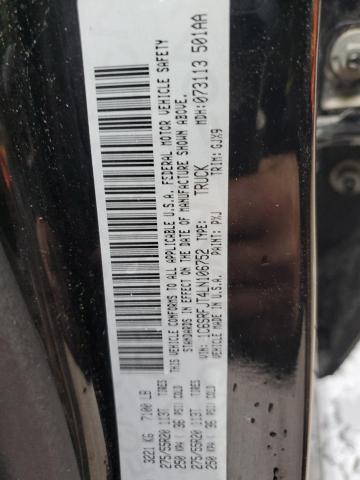 3221 KG 7100 LB
275/55R20 113T TIRES
250 KPA ( 36 PSI) COLD
275/55R20 113T TIRES
250 KPA ( 36 PSI) COLD
THIS VEHICLE CONFORMS TO ALL APPLICABLE U.S.A. FEDERAL MOTOR VEHICLE SAFETY
STANDARDS IN EFFECT ON THE DATE OF MANUFACTURE SHOWN ABOVE.
VIN: 1C6SRFJT4LN106752 TYPE: TRUCK MDH: 073113 501AA
VEHICLE MADE IN U.S.A. PAINT: PXJ TRIM: GJX9